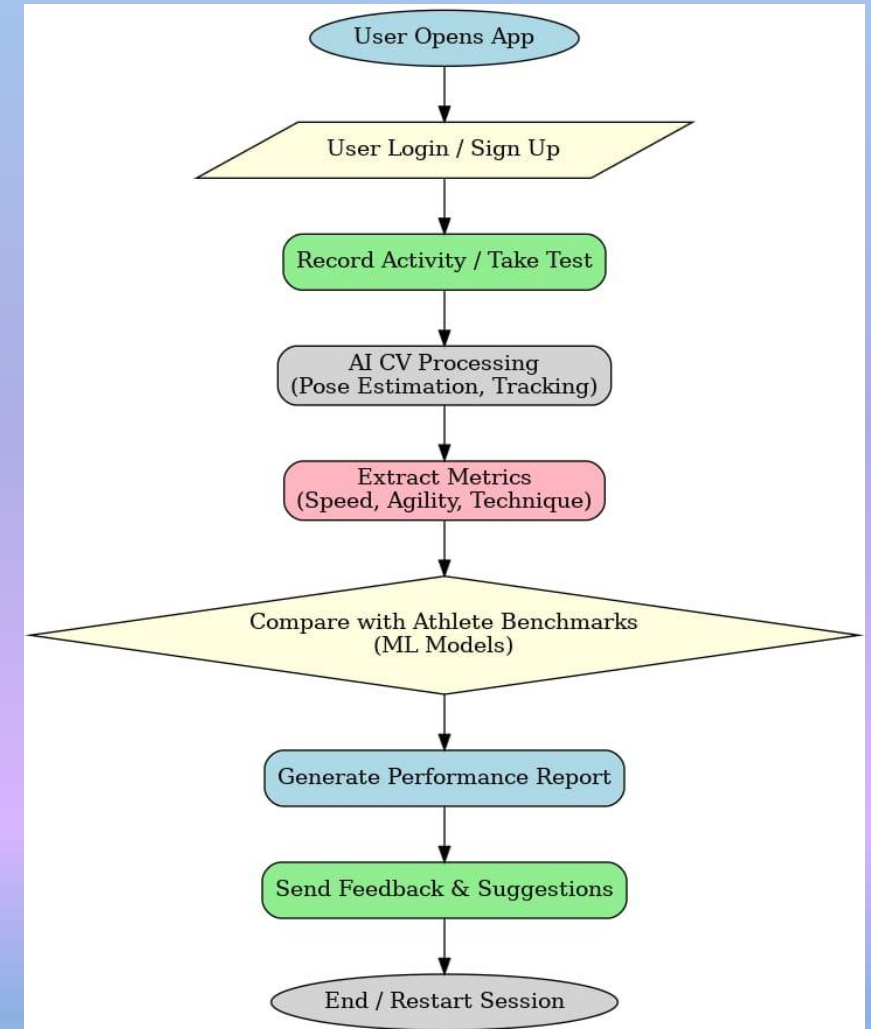 User Opens App
User Login / Sign Up
Record Activity / Take Test
AI CV Processing
(Pose Estimation, Tracking)
Extract Metrics
(Speed, Agility, Technique)
Compare with Athlete Benchmarks
(ML Models)
Generate Performance Report
Send Feedback & Suggestions
End / Restart Session